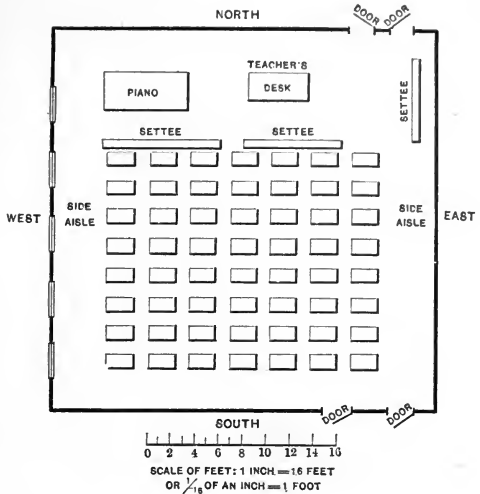 NORTH
DOOR DOOR
TEACHER'S
DESK
PIANO
SETTEE
SETTEE SETTEE
WEST
SIDE
AISLE
SIDE
AISLE
EAST
SOUTH
DOOR DOOR
0 2 4 6 8 10 12 14 16
SCALE OF FEET: 1 INCH = 16 FEET
OR 1/16 OF AN INCH = 1 FOOT